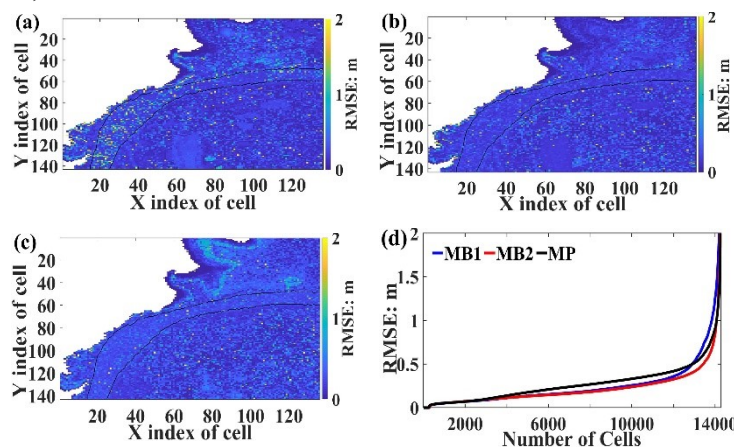 (a)
20
40
60
80
100
120
140
20 40 60 80 100 120
X index of cell
Y index of cell
2
1
0
RMSE: m
(b)
20
40
60
80
100
120
140
20 40 60 80 100 120
X index of cell
Y index of cell
2
1
0
RMSE: m
(c)
20
40
60
80
100
120
140
20 40 60 80 100 120
X index of cell
Y index of cell
2
1
0
RMSE: m
(d)
MB1 MB2 MP
2
1.5
1
0.5
0
2000 6000 10000 1400
Number of Cells
RMSE: m